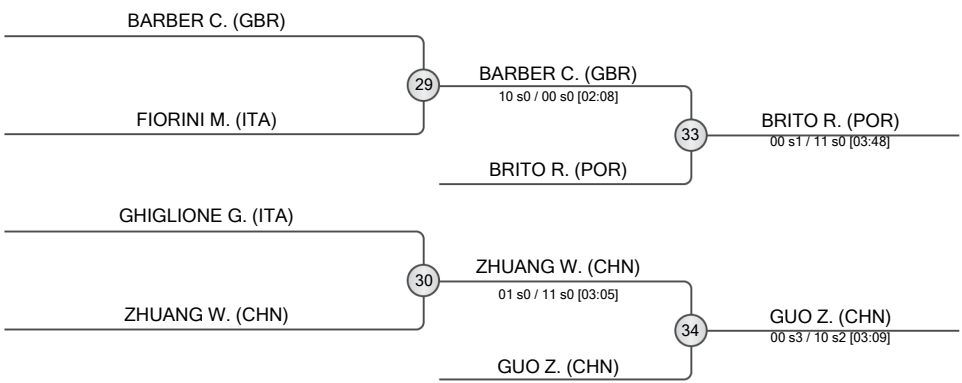 BARBER C. (GBR)
29
FIORINI M. (ITA)
BARBER C. (GBR)
10 s0 / 00 s0 [02:08]
33
BRITO R. (POR)
BRITO R. (POR)
00 s1 / 11 s0 [03:48]
GHIGLIONE G. (ITA)
30
ZHUANG W. (CHN)
ZHUANG W. (CHN)
01 s0 / 11 s0 [03:05]
34
GUO Z. (CHN)
GUO Z. (CHN)
00 s3 / 10 s2 [03:09]